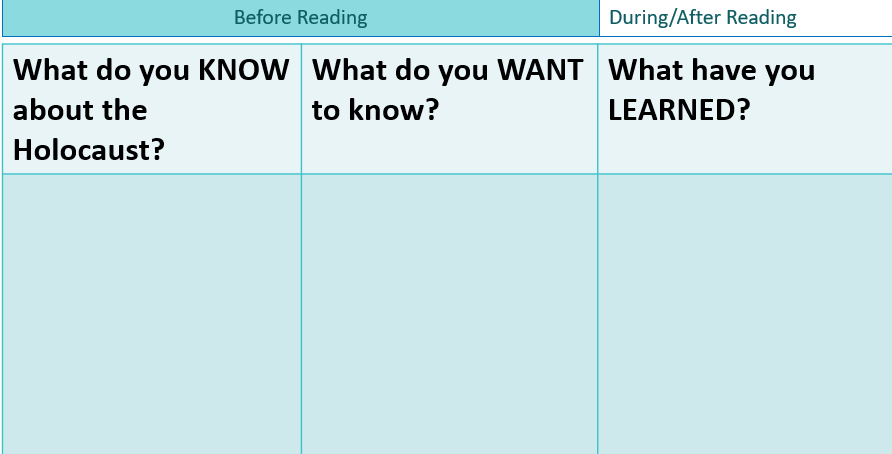 Before Reading
During/After Reading
What do you KNOW
about the
Holocaust?
What do you WANT
to know?
What have you
LEARNED?